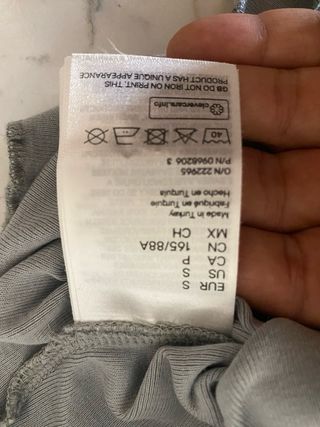 EUR S
US S
CA P
CN 165/88A
MX CH
Made in Turkey
Fabriqué en Turquie
Hecho en Turquía
O/N 222965
P/N 0968206 3
40
clevercare.info
GB DO NOT IRON ON PRINT. THIS
PRODUCT HAS A UNIQUE APPEARANCE